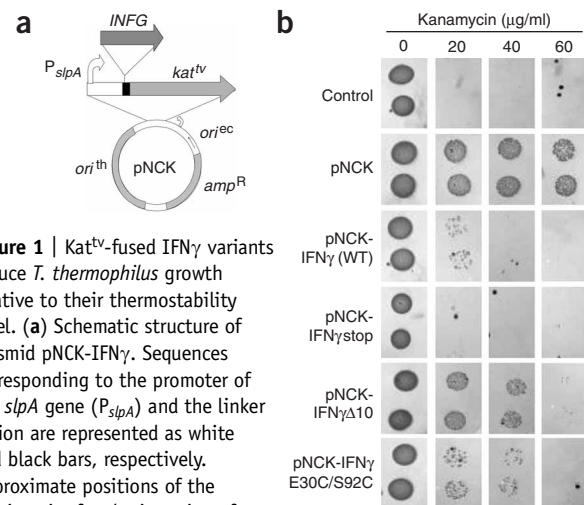 a
INFG
P slpA
kat tv
ori ec
ori th
pNCK
amp R
b
Kanamycin (μg/ml)
0 20 40 60
Control
pNCK
pNCK-
IFNγ (WT)
pNCK-
IFNγstop
pNCK-
IFNγΔ10
pNCK-IFNγ
E30C/S92C
ure 1 | Kat tv-fused IFNγ variants
uce T. thermophilus growth
ative to their thermostability
el. (a) Schematic structure of
smid pNCK-IFNγ. Sequences
responding to the promoter of
slpA gene (P slpA) and the linker
ion are represented as white
d black bars, respectively.
proximate positions of the